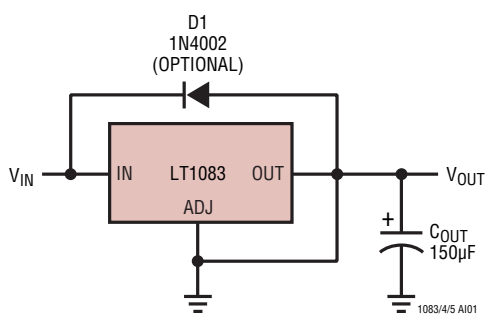 D1
1N4002
(OPTIONAL)
VIN
IN
LT1083
OUT
VOUT
ADJ
+
COUT
150µF
1083/4/5 AI01